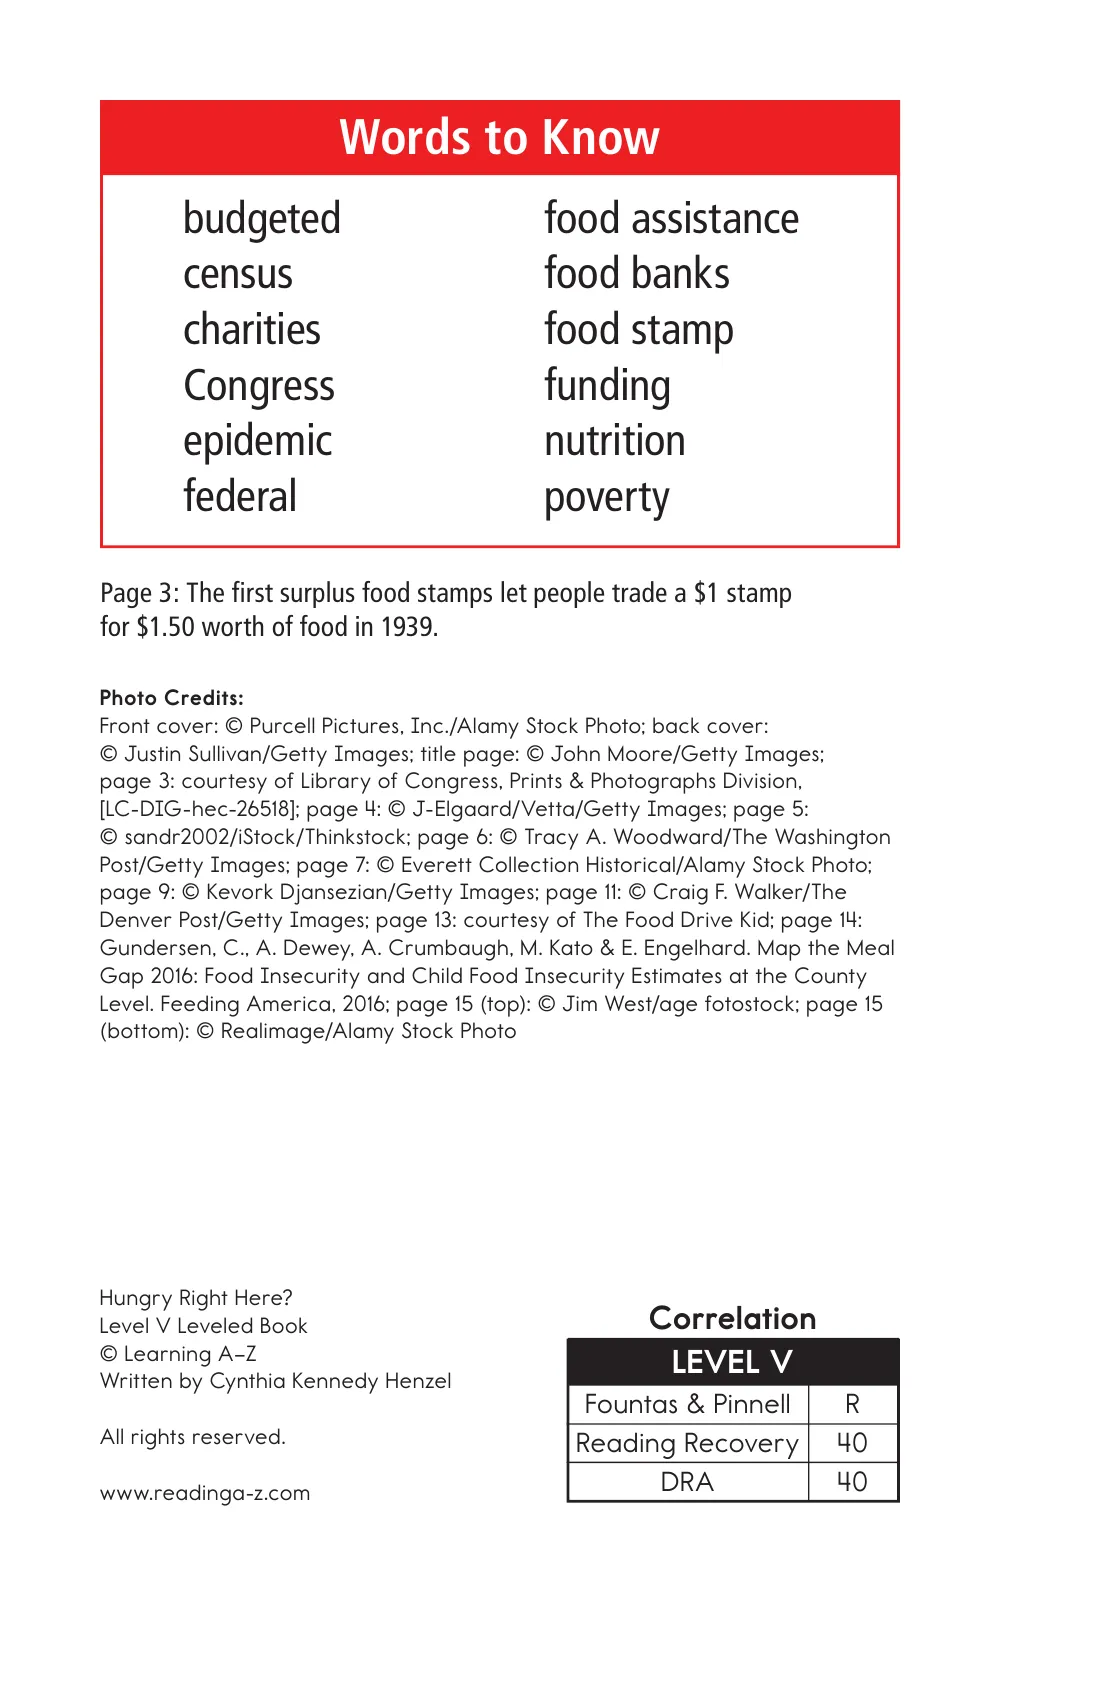 Words to Know
budgeted
census
charities
Congress
epidemic
federal
food assistance
food banks
food stamp
funding
nutrition
poverty
Page 3: The first surplus food stamps let people trade a $1 stamp
for $1.50 worth of food in 1939.
Photo Credits:
Front cover: © Purcell Pictures, Inc./Alamy Stock Photo; back cover:
© Justin Sullivan/Getty Images; title page: © John Moore/Getty Images;
page 3: courtesy of Library of Congress, Prints & Photographs Division,
[LC-DIG-hec-26518]; page 4: © J-Elgaard/Vetta/Getty Images; page 5:
© sandr2002/iStock/Thinkstock; page 6: © Tracy A. Woodward/The Washington
Post/Getty Images; page 7: © Everett Collection Historical/Alamy Stock Photo;
page 9: © Kevork Djansezian/Getty Images; page 11: © Craig F. Walker/The
Denver Post/Getty Images; page 13: courtesy of The Food Drive Kid; page 14:
Gundersen, C., A. Dewey, A. Crumbaugh, M. Kato & E. Engelhard. Map the Meal
Gap 2016: Food Insecurity and Child Food Insecurity Estimates at the County
Level. Feeding America, 2016; page 15 (top): © Jim West/age fotostock; page 15
(bottom): © Realimage/Alamy Stock Photo
Hungry Right Here?
Level V Leveled Book
© Learning A–Z
Written by Cynthia Kennedy Henzel
All rights reserved.
www.readinga-z.com
Correlation
LEVEL V
Fountas & Pinnell R
Reading Recovery 40
DRA 40